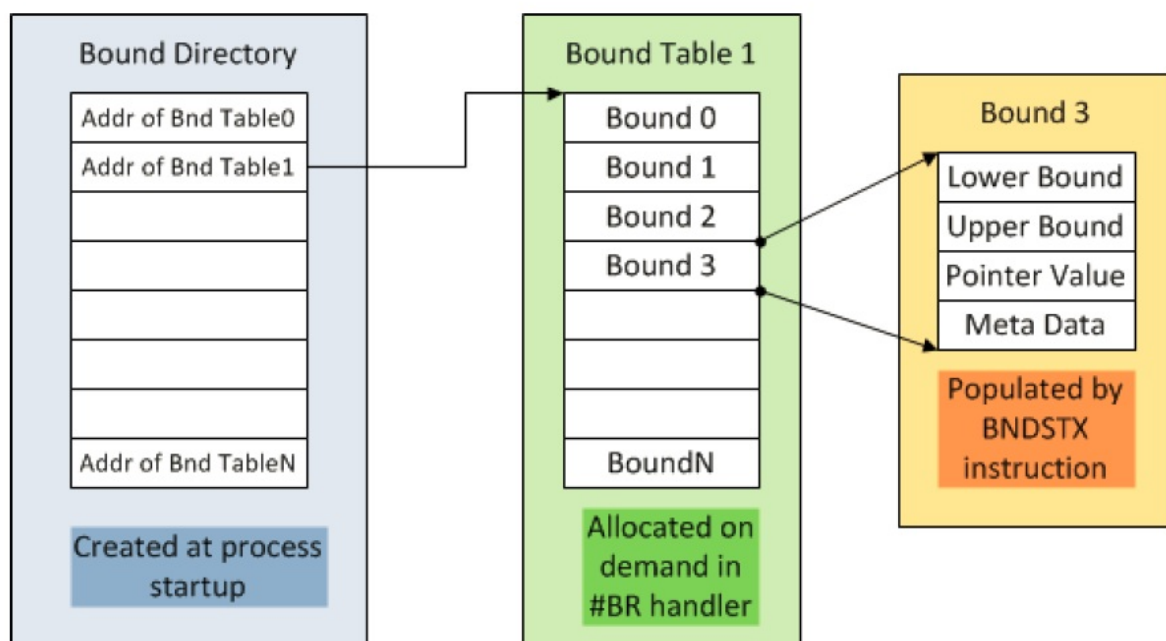 Bound Directory
Addr of Bnd Table0
Addr of Bnd Table1
Addr of Bnd TableN
Created at process
startup
Bound Table 1
Bound 0
Bound 1
Bound 2
Bound 3
BoundN
Allocated on
demand in
#BR handler
Bound 3
Lower Bound
Upper Bound
Pointer Value
Meta Data
Populated by
BNDSTX
instruction